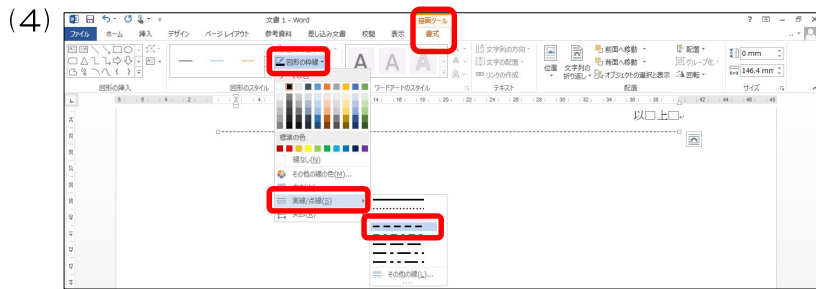 (4)
文書 1 - Word
描画ツール
ファイル ホーム 挿入 デザイン ページ レイアウト 参考資料 差し込み文書 校閲 表示 書式
図形の枠線
文字列の方向
文字の配置
リンクの作成
位置 文字列の折り返し
前面へ移動
背面へ移動
オブジェクトの選択と表示
配置
グループ化
回転
0 mm
146.4 mm
図形の挿入 図形のスタイル ワードアートのスタイル テキスト 配置 サイズ
以□上□
標準の色
線なし(N)
その他の線の色(M)...
実線/点線(S)
その他の線(L)...